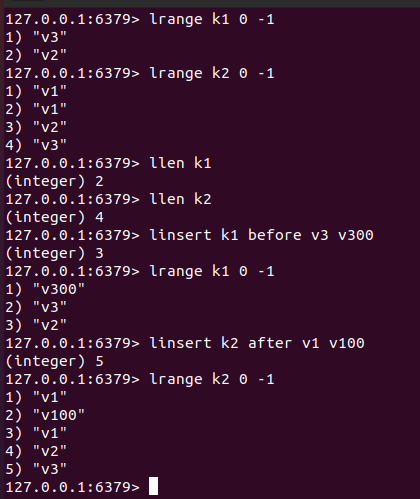 127.0.0.1:6379> lrange k1 0 -1
1) "v3"
2) "v2"
127.0.0.1:6379> lrange k2 0 -1
1) "v1"
2) "v1"
3) "v2"
4) "v3"
127.0.0.1:6379> llen k1
(integer) 2
127.0.0.1:6379> llen k2
(integer) 4
127.0.0.1:6379> linsert k1 before v3 v300
(integer) 3
127.0.0.1:6379> lrange k1 0 -1
1) "v300"
2) "v3"
3) "v2"
127.0.0.1:6379> linsert k2 after v1 v100
(integer) 5
127.0.0.1:6379> lrange k2 0 -1
1) "v1"
2) "v100"
3) "v1"
4) "v2"
5) "v3"
127.0.0.1:6379>